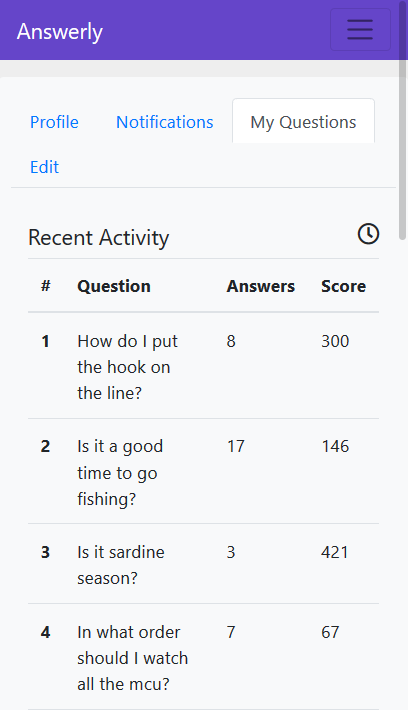 Answerly
Profile Notifications My Questions
Edit
Recent Activity
# Question Answers Score
1 How do I put 8 300
the hook on
the line?
2 Is it a good 17 146
time to go
fishing?
3 Is it sardine 3 421
season?
4 In what order 7 67
should I watch
all the mcu?